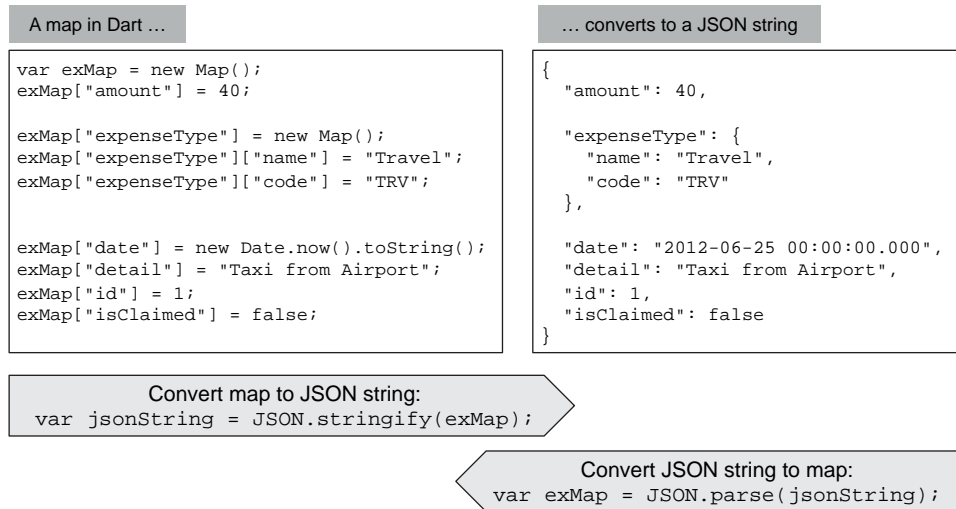 A map in Dart …
var exMap = new Map();
exMap["amount"] = 40;
exMap["expenseType"] = new Map();
exMap["expenseType"]["name"] = "Travel";
exMap["expenseType"]["code"] = "TRV";
exMap["date"] = new Date.now().toString();
exMap["detail"] = "Taxi from Airport";
exMap["id"] = 1;
exMap["isClaimed"] = false;
… converts to a JSON string
{
"amount": 40,
"expenseType": {
"name": "Travel",
"code": "TRV"
},
"date": "2012-06-25 00:00:00.000",
"detail": "Taxi from Airport",
"id": 1,
"isClaimed": false
}
Convert map to JSON string:
var jsonString = JSON.stringify(exMap);
Convert JSON string to map:
var exMap = JSON.parse(jsonString);